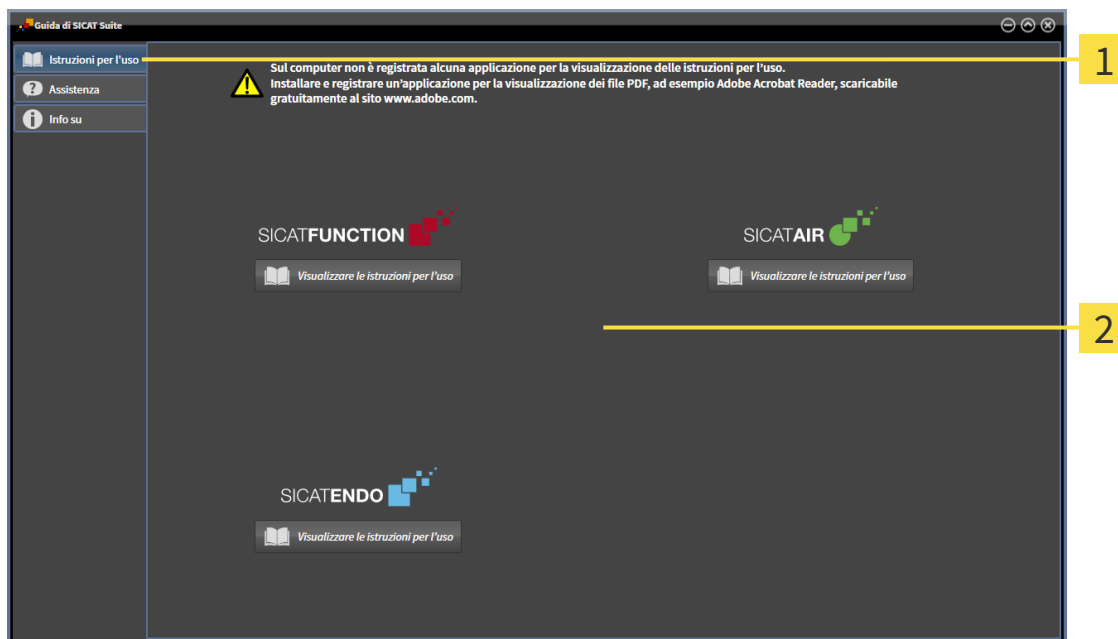 Guida di SICAT Suite
Istruzioni per l'uso
1
Sul computer non è registrata alcuna applicazione per la visualizzazione delle istruzioni per l'uso.
Installare e registrare un'applicazione per la visualizzazione dei file PDF, ad esempio Adobe Acrobat Reader, scaricabile
gratuitamente al sito www.adobe.com.
Assistenza
Info su
SICATFUNCTION
SICATAIR
Visualizzare le istruzioni per l'uso
Visualizzare le istruzioni per l'uso
2
SICATENDO
Visualizzare le istruzioni per l'uso